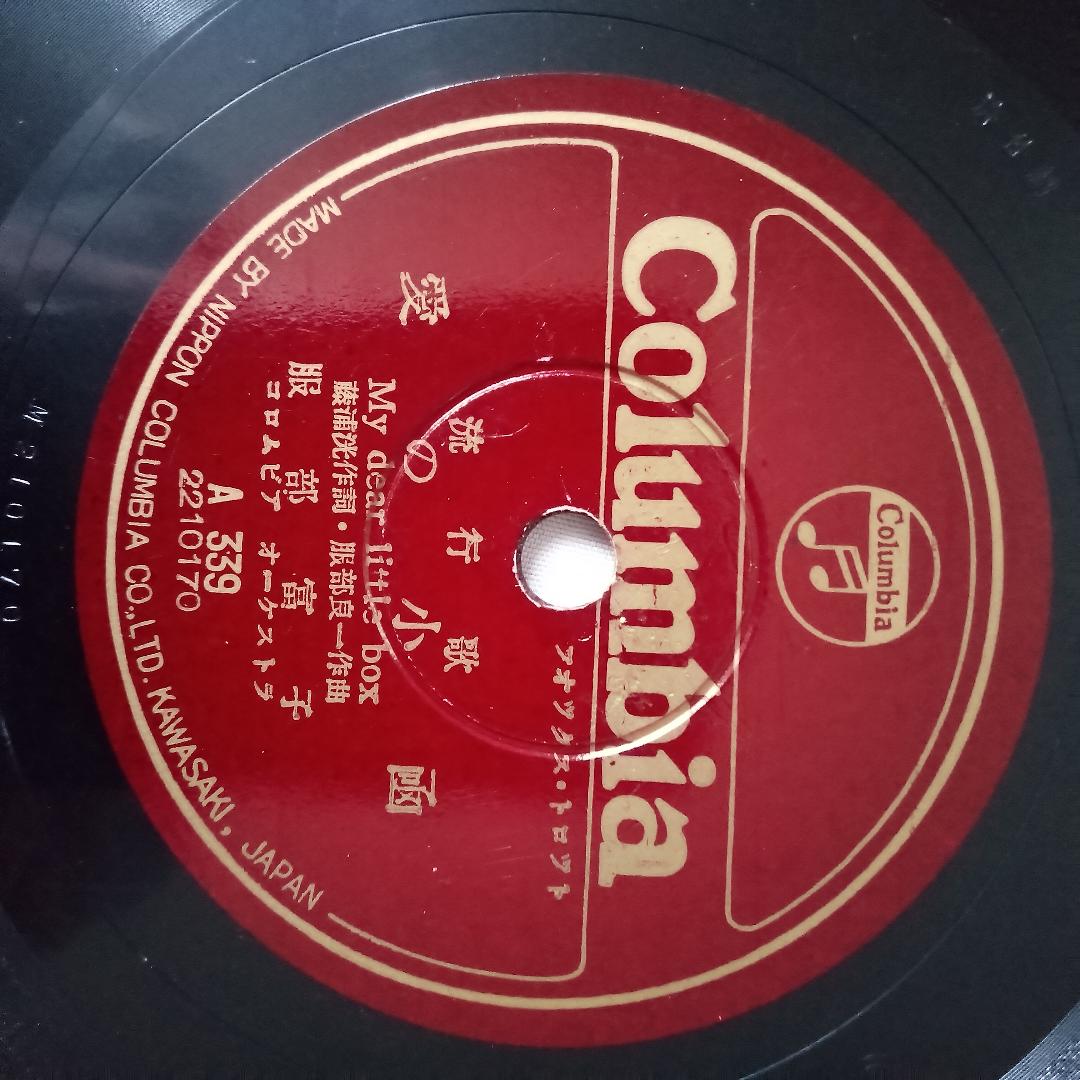 Columbia
Columbia
フオツクス・トロツト
流行歌
愛の小函
My dear little box
藤浦洸作詞・服部良一作曲
服部富子
コロムビア オーケストラ
A 339
2210170
MADE BY NIPPON COLUMBIA CO., LTD. KAWASAKI, JAPAN
M210170